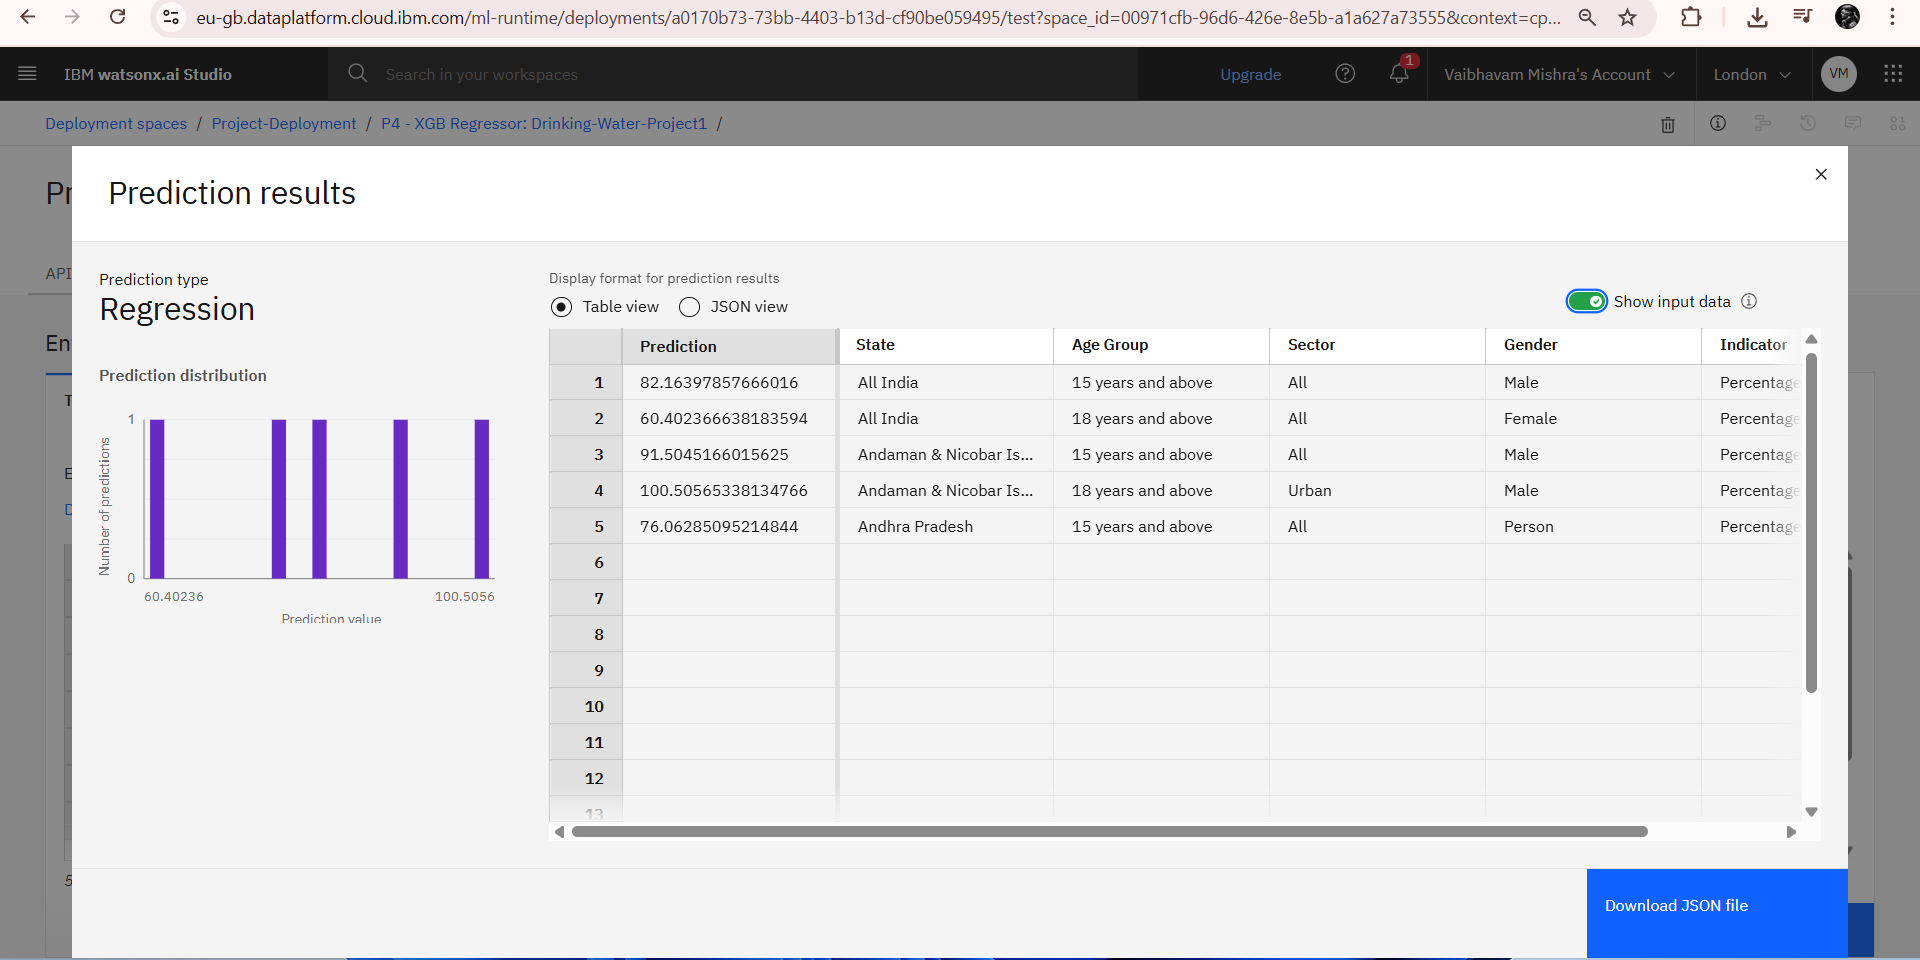 eu-gb.dataplatform.cloud.ibm.com/ml-runtime/deployments/a0170b73-73bb-4403-b13d-cf90be059495/test?space_id=00971cfb-96d6-426e-8e5b-a1a627a73555&context=cp...
IBM watsonx.ai Studio
Search in your workspaces
Upgrade
1
Vaibhavam Mishra's Account
London
VM
Deployment spaces / Project-Deployment / P4 - XGB Regressor: Drinking-Water-Project1 /
Prediction results
API
Prediction type
Regression
Display format for prediction results
Table view JSON view
Show input data
Prediction distribution
Number of predictions
1
0
60.40236 100.5056
Prediction value
Prediction State Age Group Sector Gender Indicator
1 82.16397857666016 All India 15 years and above All Male Percentage
2 60.402366638183594 All India 18 years and above All Female Percentage
3 91.5045166015625 Andaman & Nicobar Is... 15 years and above All Male Percentage
4 100.50565338134766 Andaman & Nicobar Is... 18 years and above Urban Male Percentage
5 76.06285095214844 Andhra Pradesh 15 years and above All Person Percentage
6
7
8
9
10
11
12
13
Download JSON file